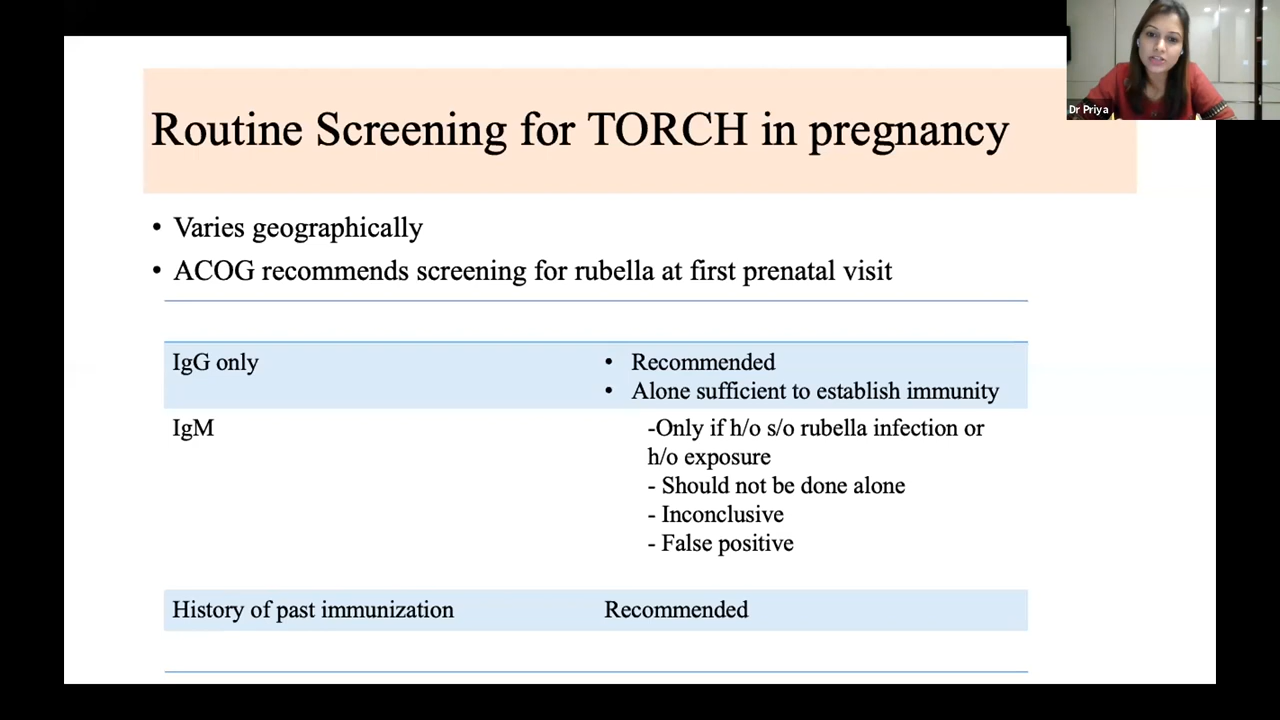 Dr Priya
Routine Screening for TORCH in pregnancy
• Varies geographically
• ACOG recommends screening for rubella at first prenatal visit
IgG only
• Recommended
• Alone sufficient to establish immunity
IgM
-Only if h/o s/o rubella infection or
h/o exposure
- Should not be done alone
- Inconclusive
- False positive
History of past immunization
Recommended